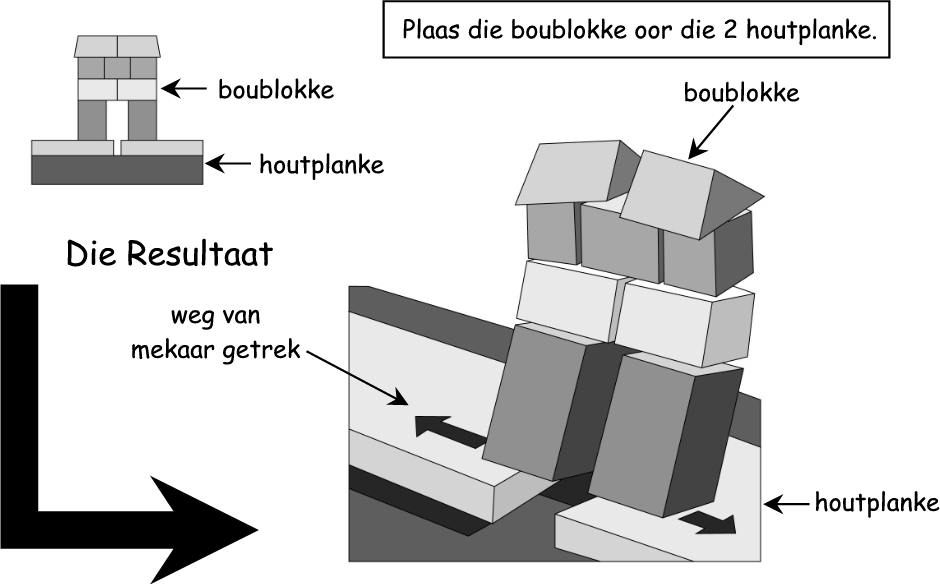 Plaas die boublokke oor die 2 houtplanke.
boublokke
houtplanke
boublokke
Die Resultaat
weg van
mekaar getrek
houtplanke